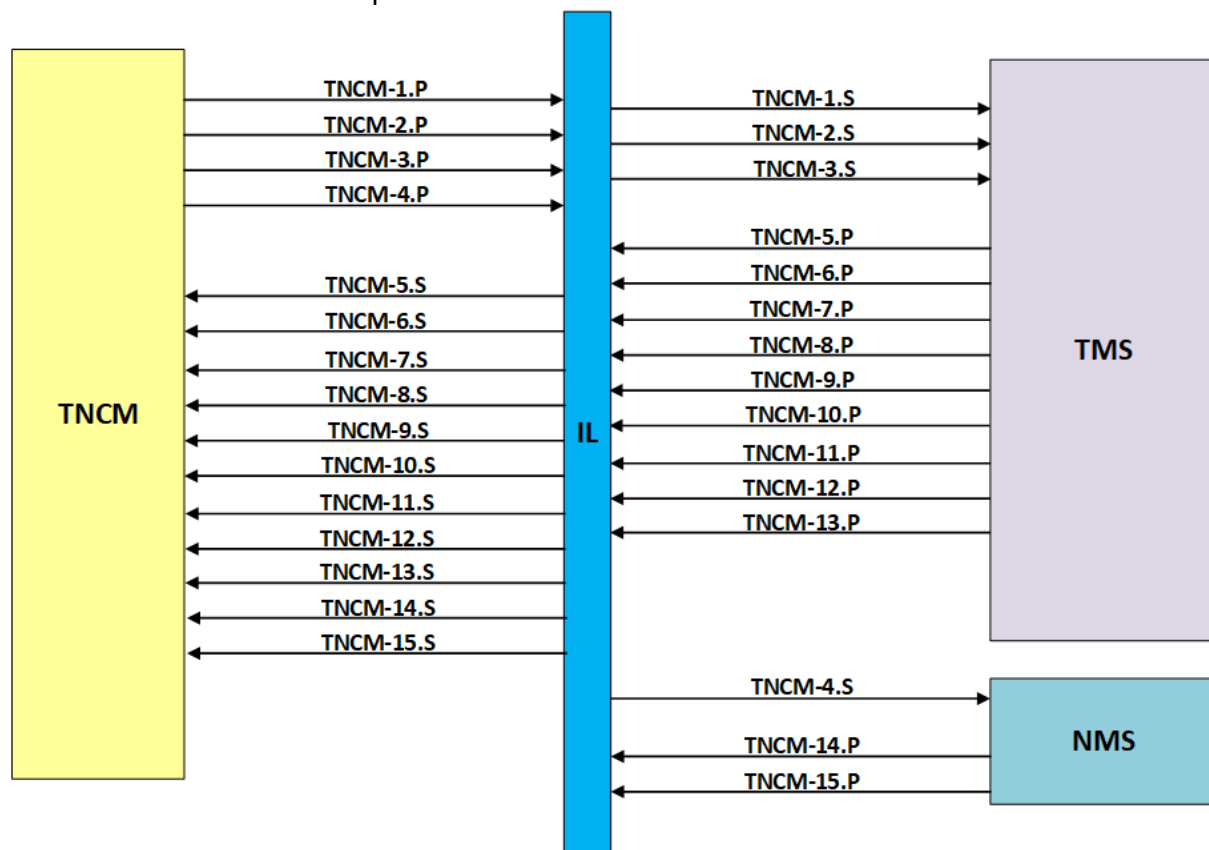 TNCM
TNCM-1.P
TNCM-2.P
TNCM-3.P
TNCM-4.P
TNCM-5.S
TNCM-6.S
TNCM-7.S
TNCM-8.S
TNCM-9.S
TNCM-10.S
TNCM-11.S
TNCM-12.S
TNCM-13.S
TNCM-14.S
TNCM-15.S
IL
TNCM-1.S
TNCM-2.S
TNCM-3.S
TNCM-5.P
TNCM-6.P
TNCM-7.P
TNCM-8.P
TNCM-9.P
TNCM-10.P
TNCM-11.P
TNCM-12.P
TNCM-13.P
TNCM-4.S
TNCM-14.P
TNCM-15.P
TMS
NMS